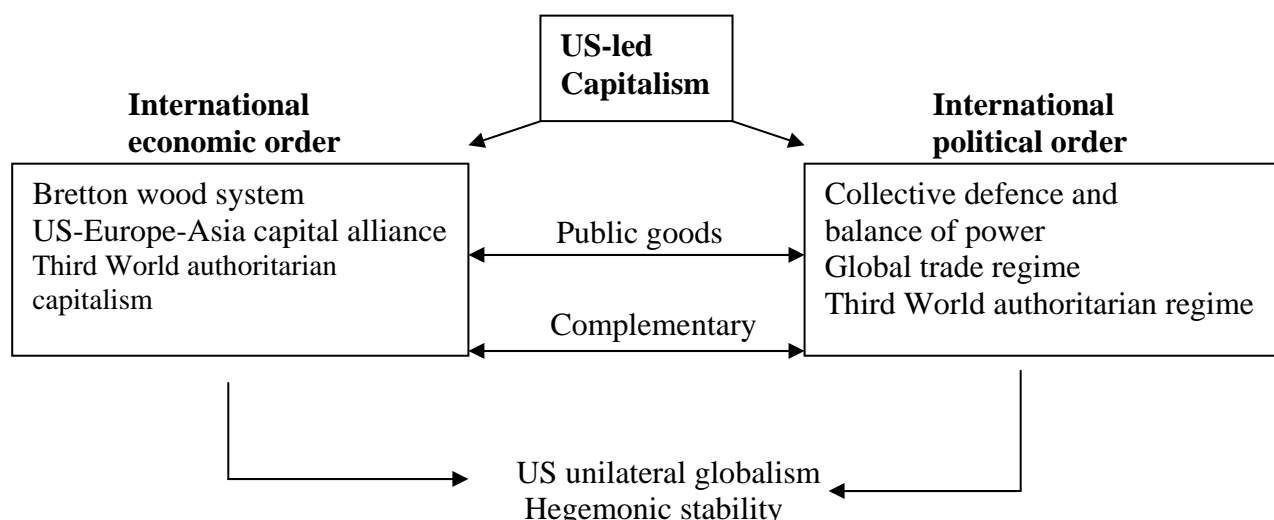 US-led
Capitalism
International
economic order
International
political order
Bretton wood system
US-Europe-Asia capital alliance
Third World authoritarian
capitalism
Public goods
Complementary
Collective defence and
balance of power
Global trade regime
Third World authoritarian regime
US unilateral globalism
Hegemonic stability